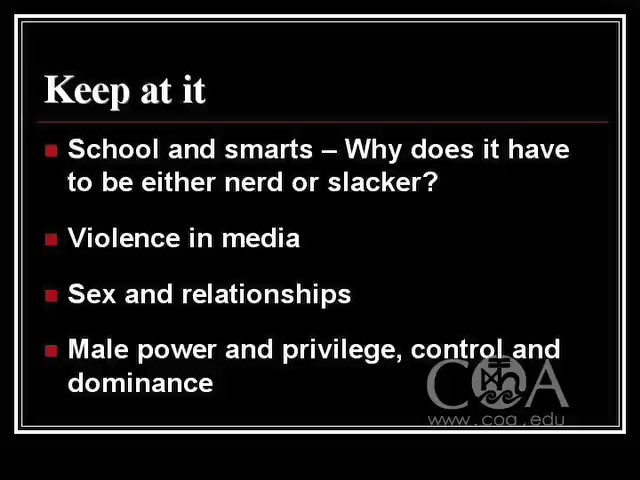 Keep at it
School and smarts – Why does it have
to be either nerd or slacker?
Violence in media
Sex and relationships
Male power and privilege, control and
dominance
COA
www.coa.edu